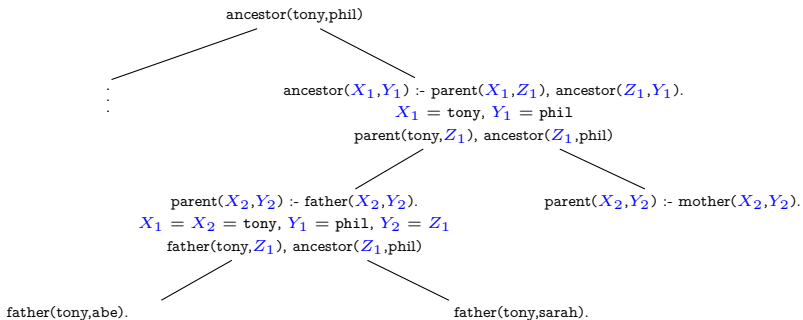 ancestor(tony,phil)
.
.
.
ancestor(X₁,Y₁) :- parent(X₁,Z₁), ancestor(Z₁,Y₁).
X₁ = tony, Y₁ = phil
parent(tony,Z₁), ancestor(Z₁,phil)
parent(X₂,Y₂) :- father(X₂,Y₂).
X₁ = X₂ = tony, Y₁ = phil, Y₂ = Z₁
father(tony,Z₁), ancestor(Z₁,phil)
parent(X₂,Y₂) :- mother(X₂,Y₂).
father(tony,abe).
father(tony,sarah).